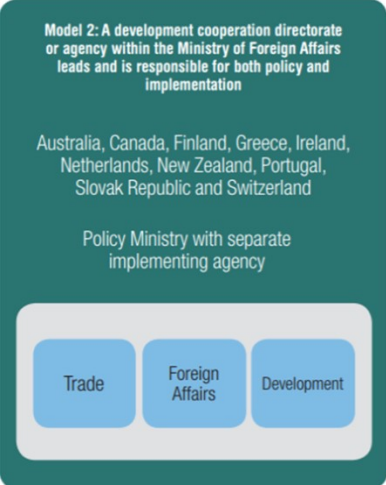 Model 2: A development cooperation directorate
or agency within the Ministry of Foreign Affairs
leads and is responsible for both policy and
implementation
Australia, Canada, Finland, Greece, Ireland,
Netherlands, New Zealand, Portugal,
Slovak Republic and Switzerland
Policy Ministry with separate
implementing agency
Trade
Foreign
Affairs
Development